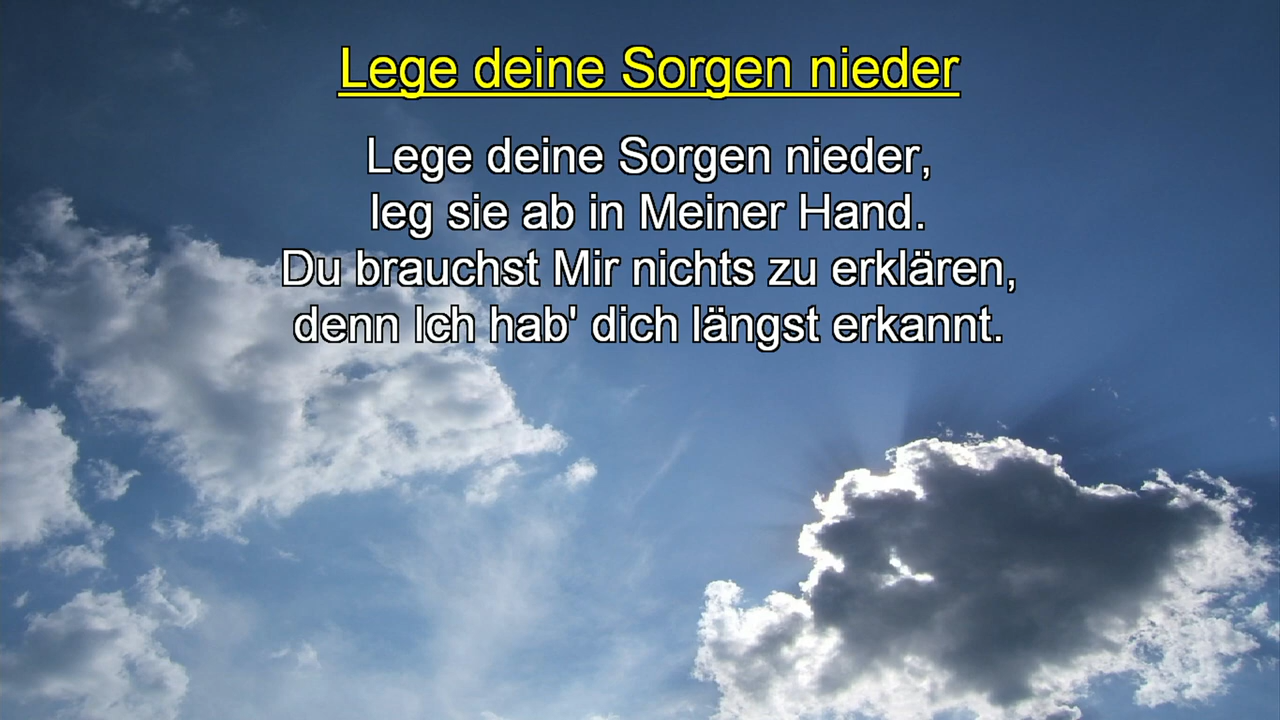 Lege deine Sorgen nieder
Lege deine Sorgen nieder,
leg sie ab in Meiner Hand.
Du brauchst Mir nichts zu erklären,
denn Ich hab' dich längst erkannt.